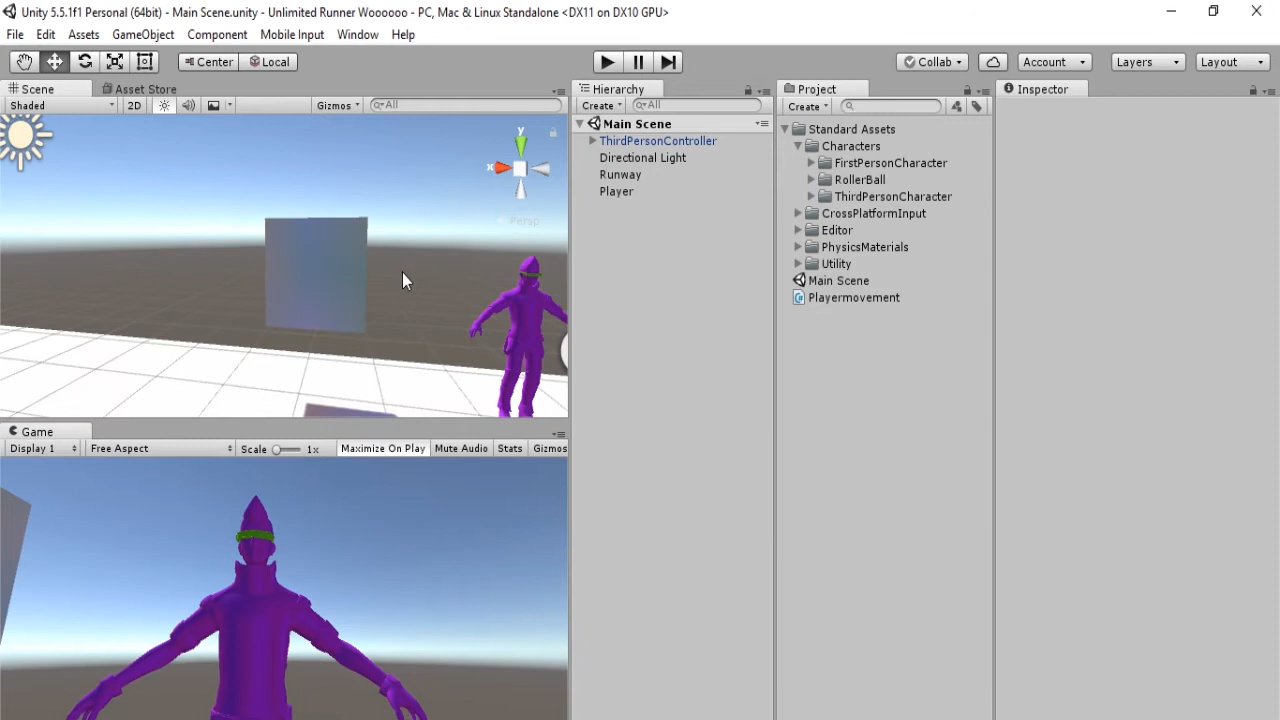 Unity 5.5.1f1 Personal (64bit) - Main Scene.unity - Unlimited Runner Woooooo - PC, Mac & Linux Standalone <DX11 on DX10 GPU>
File Edit Assets GameObject Component Mobile Input Window Help
Center Local Collab Account Layers Layout
Scene Asset Store
Shaded 2D Gizmos All
y
x
Persp
Hierarchy
Create All
Main Scene
ThirdPersonController
Directional Light
Runway
Player
Project
Create
Standard Assets
Characters
FirstPersonCharacter
RollerBall
ThirdPersonCharacter
CrossPlatformInput
Editor
PhysicsMaterials
Utility
Main Scene
Playermovement
Inspector
Game
Display 1 Free Aspect Scale 1x Maximize On Play Mute Audio Stats Gizmos